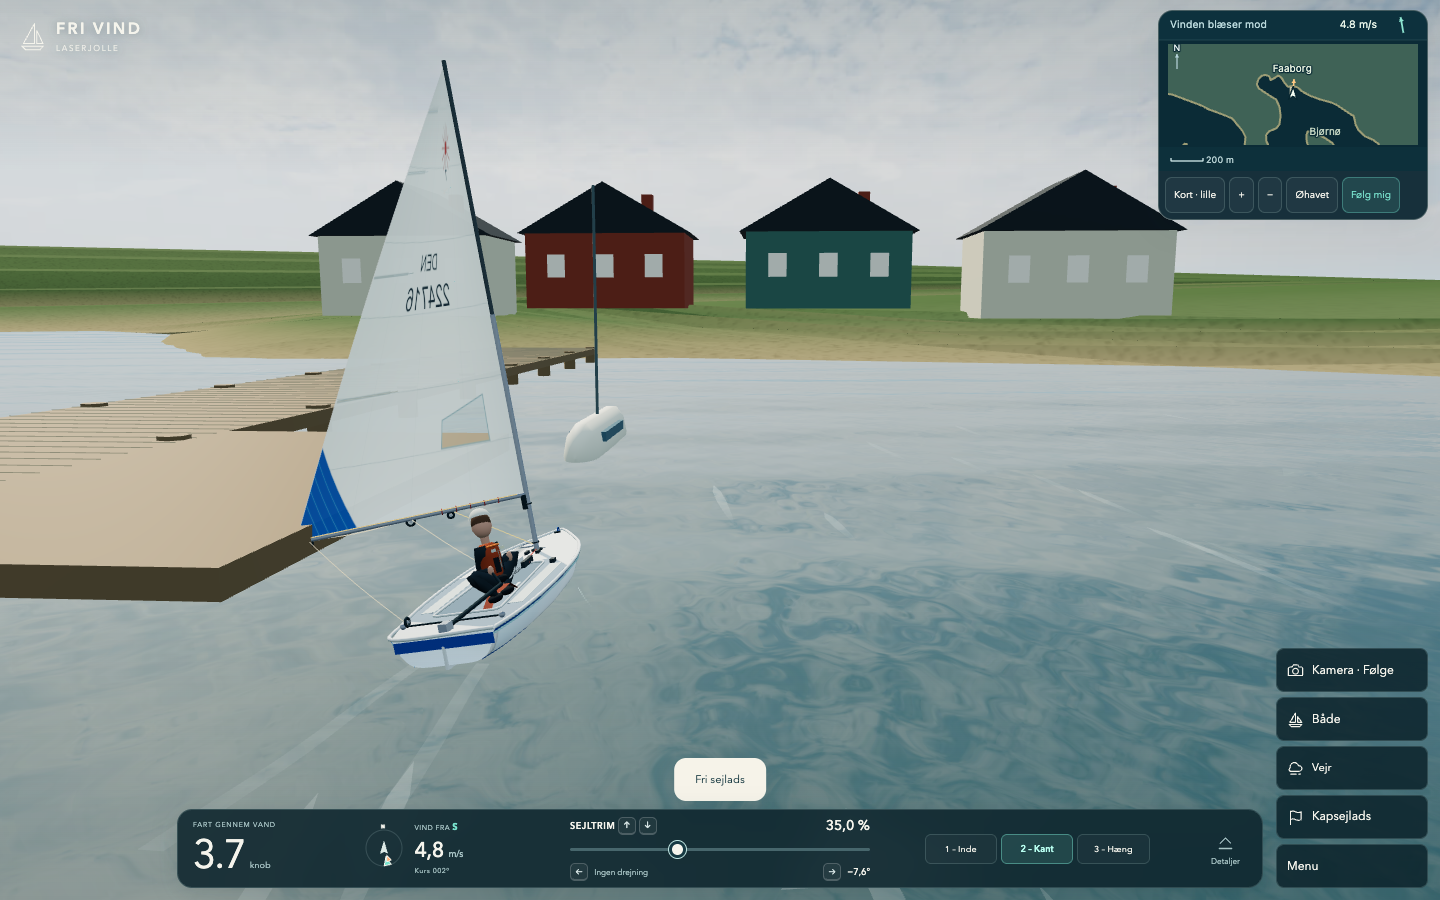 FRI VIND
LASERJOLLE
Vinden blæser mod 4.8 m/s
N
Faaborg
Bjørnø
200 m
Kort · lille + − Øhavet Følg mig
DEN
224716
Kamera · Følge
Både
Vejr
Kapsejlads
Menu
Fri sejlads
FART GENNEM VAND
3.7 knob
VIND FRA S
4,8 m/s
Kurs 002°
SEJLTRIM ↑ ↓ 35,0 %
← Ingen drejning → −7,6°
1 – Inde 2 – Kant 3 – Hæng
Detaljer